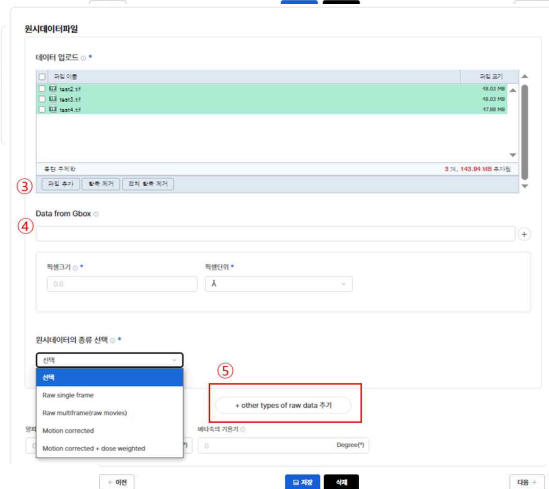 원시데이터파일
데이터 업로드 *
파일 이름 파일 크기
test2.tif 48.03 MB
test3.tif 48.03 MB
test4.tif 47.88 MB
3 개, 143.94 MB 추가됨
③ 파일 추가 항목 제거 전체 항목 제거
Data from Gbox
④
+
픽셀크기 * 픽셀단위 *
0.0 Å
원시데이터의 종류 선택 *
선택
선택
⑤
Raw single frame
+ other types of raw data 추가
Raw multiframe(raw movies)
Motion corrected
베타축의 기울기
Motion corrected + dose weighted
0 Degree(°)
이전 저장 삭제 다음